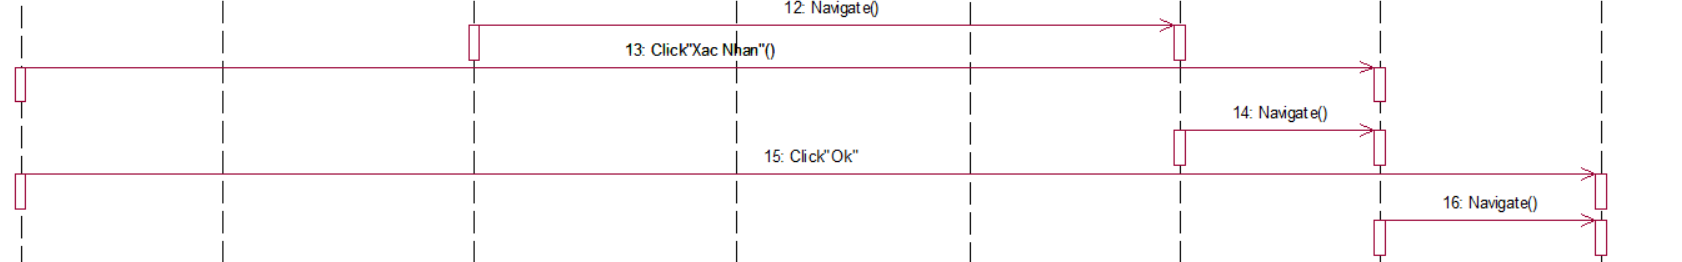 12: Navigate()
13: Click"Xac Nhan"()
14: Navigate()
15: Click"Ok"
16: Navigate()